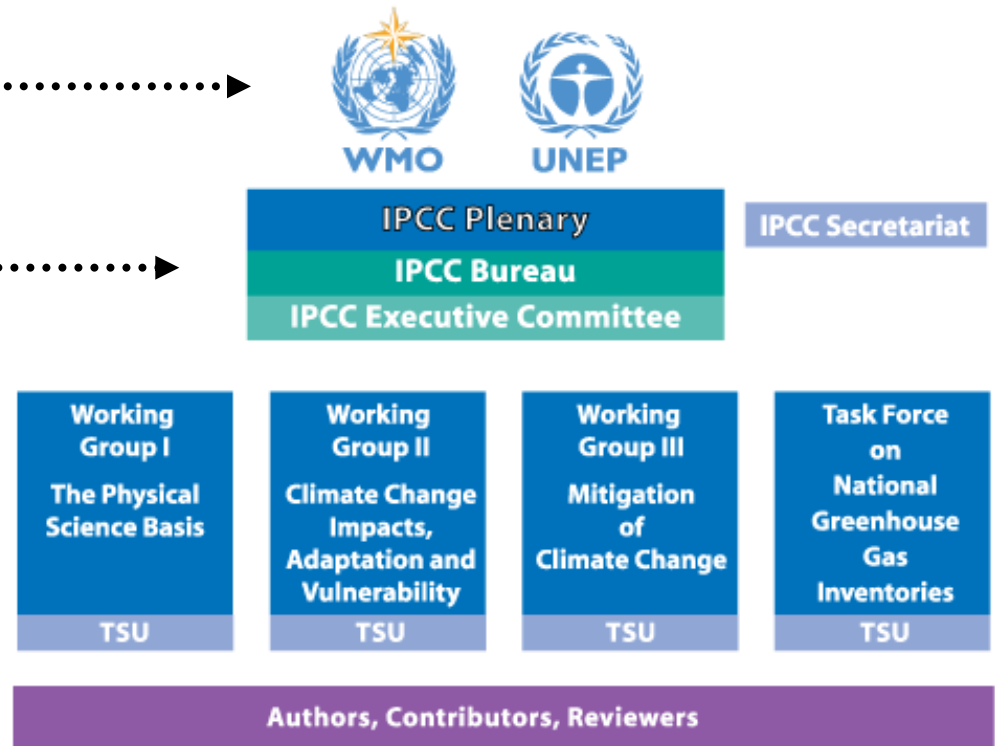 WMO
UNEP
IPCC Plenary
IPCC Secretariat
IPCC Bureau
IPCC Executive Committee
Working
Group I
The Physical
Science Basis
TSU
Working
Group II
Climate Change
Impacts,
Adaptation and
Vulnerability
TSU
Working
Group III
Mitigation
of
Climate Change
TSU
Task Force
on
National
Greenhouse
Gas
Inventories
TSU
Authors, Contributors, Reviewers